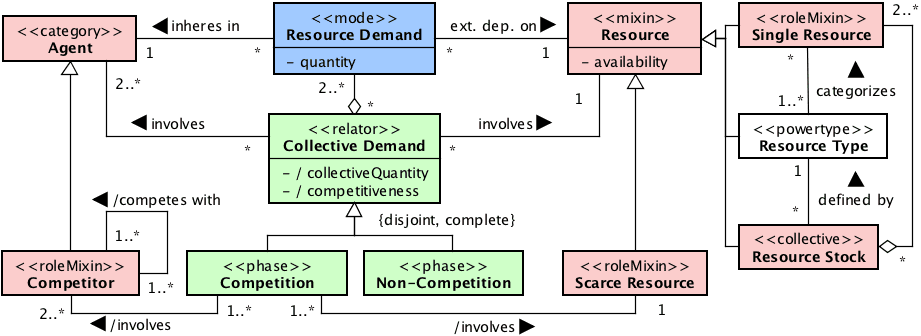 <<category>>
Agent
◀ inheres in
1
*
<<mode>>
Resource Demand
- quantity
ext. dep. on ▶
*
1
<<mixin>>
Resource
- availability
<<roleMixin>>
Single Resource
2..*
*
1..*
▲
categorizes
<<powertype>>
Resource Type
1
▲
defined by
*
<<collective>>
Resource Stock
*
2..*
◀ involves
*
2..*
*
<<relator>>
Collective Demand
- / collectiveQuantity
- / competitiveness
involves ▶
*
1
{disjoint, complete}
◀ /competes with
1..*
1..*
<<roleMixin>>
Competitor
<<phase>>
Competition
<<phase>>
Non-Competition
<<roleMixin>>
Scarce Resource
2..*
◀ /involves
1..*
1..*
/involves ▶
1